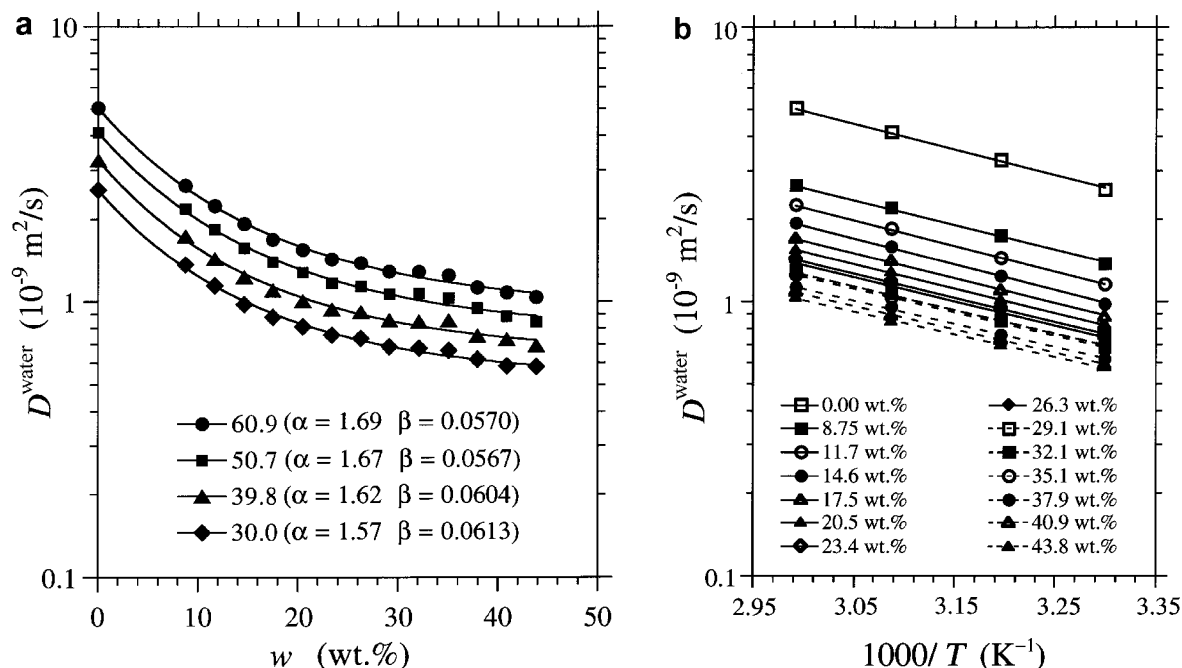 a
10
1
0.1
D^water (10⁻⁹ m²/s)
60.9 (α = 1.69 β = 0.0570)
50.7 (α = 1.67 β = 0.0567)
39.8 (α = 1.62 β = 0.0604)
30.0 (α = 1.57 β = 0.0613)
0 10 20 30 40 50
w (wt.%)
b
10
1
0.1
D^water (10⁻⁹ m²/s)
0.00 wt.%
8.75 wt.%
11.7 wt.%
14.6 wt.%
17.5 wt.%
20.5 wt.%
23.4 wt.%
26.3 wt.%
29.1 wt.%
32.1 wt.%
35.1 wt.%
37.9 wt.%
40.9 wt.%
43.8 wt.%
2.95 3.05 3.15 3.25 3.35
1000/ T (K⁻¹)